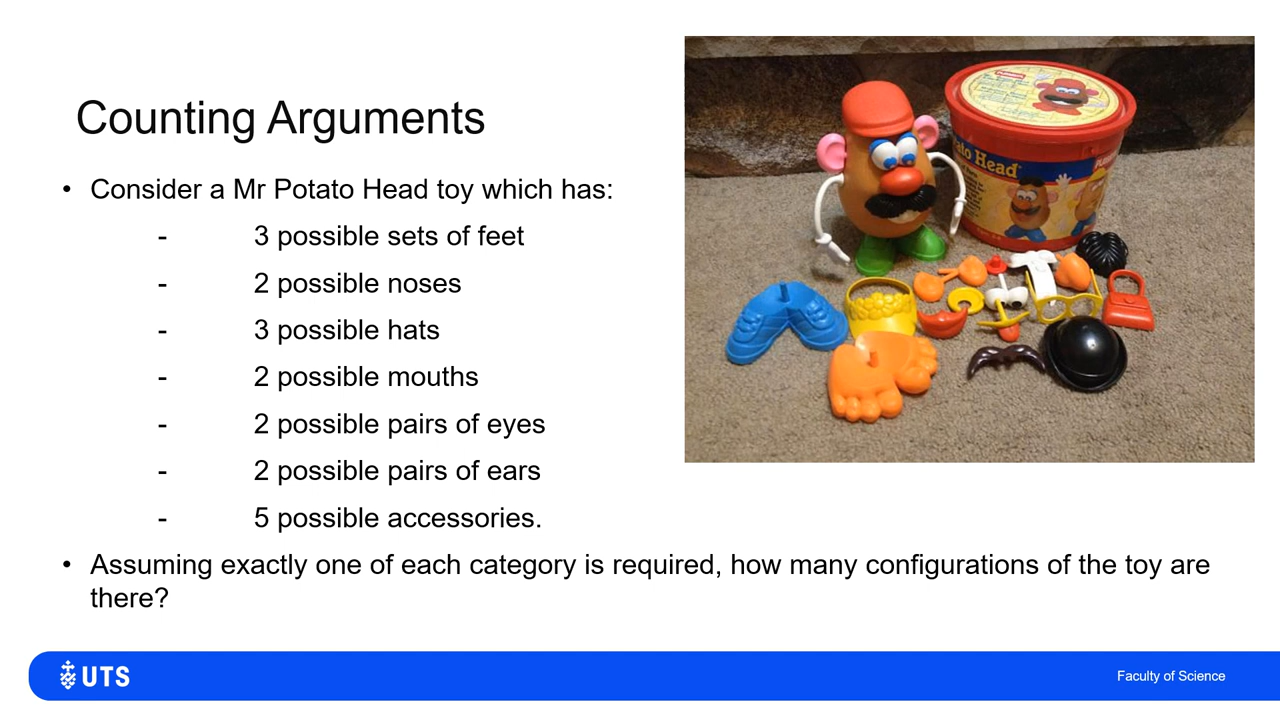 Counting Arguments
• Consider a Mr Potato Head toy which has:
- 3 possible sets of feet
- 2 possible noses
- 3 possible hats
- 2 possible mouths
- 2 possible pairs of eyes
- 2 possible pairs of ears
- 5 possible accessories.
• Assuming exactly one of each category is required, how many configurations of the toy are
there?
ato Head
UTS
Faculty of Science